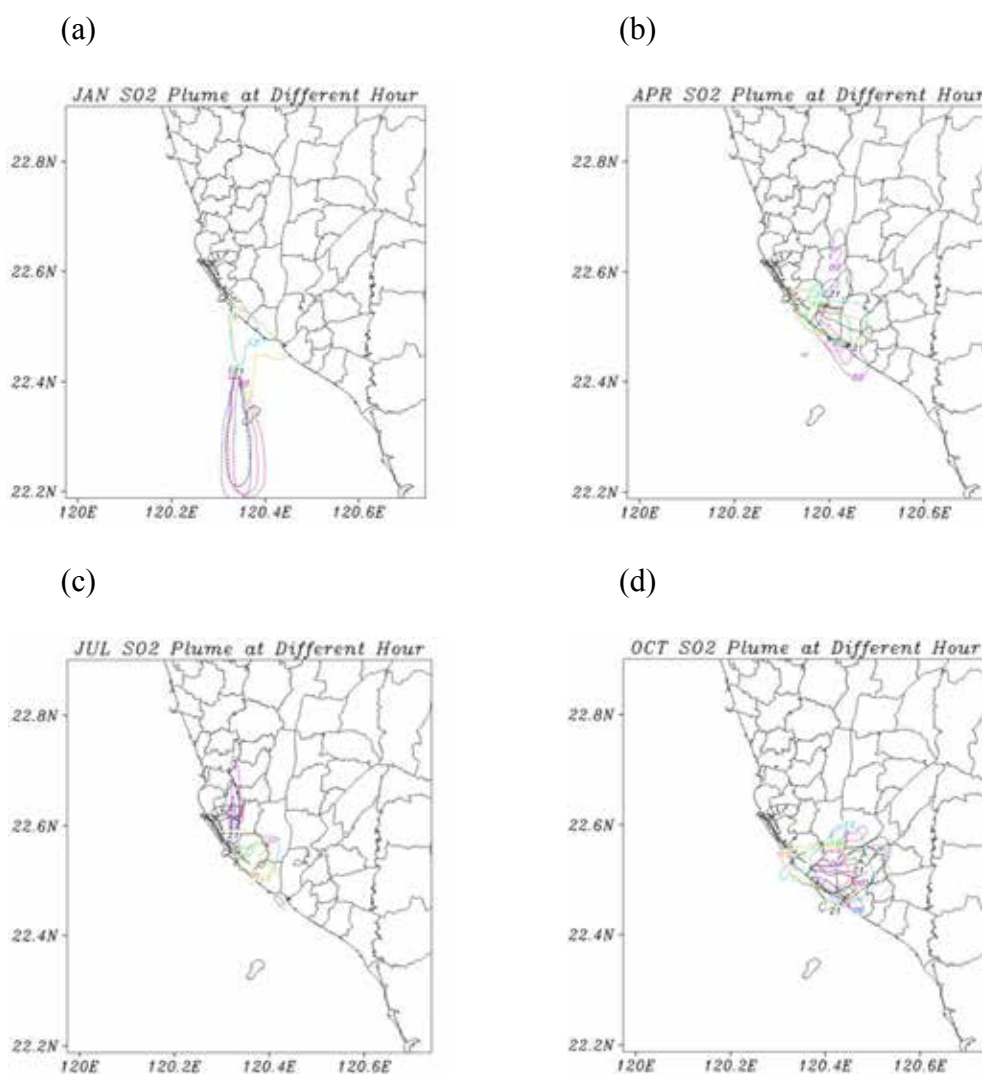 (a)
(b)
JAN SO2 Plume at Different Hour
APR SO2 Plume at Different Hour
22.8N
22.8N
22.6N
22.6N
22.4N
22.4N
22.2N
22.2N
120E 120.2E 120.4E 120.6E
120E 120.2E 120.4E 120.6E
(c)
(d)
JUL SO2 Plume at Different Hour
OCT SO2 Plume at Different Hour
22.8N
22.8N
22.6N
22.6N
22.4N
22.4N
22.2N
22.2N
120E 120.2E 120.4E 120.6E
120E 120.2E 120.4E 120.6E